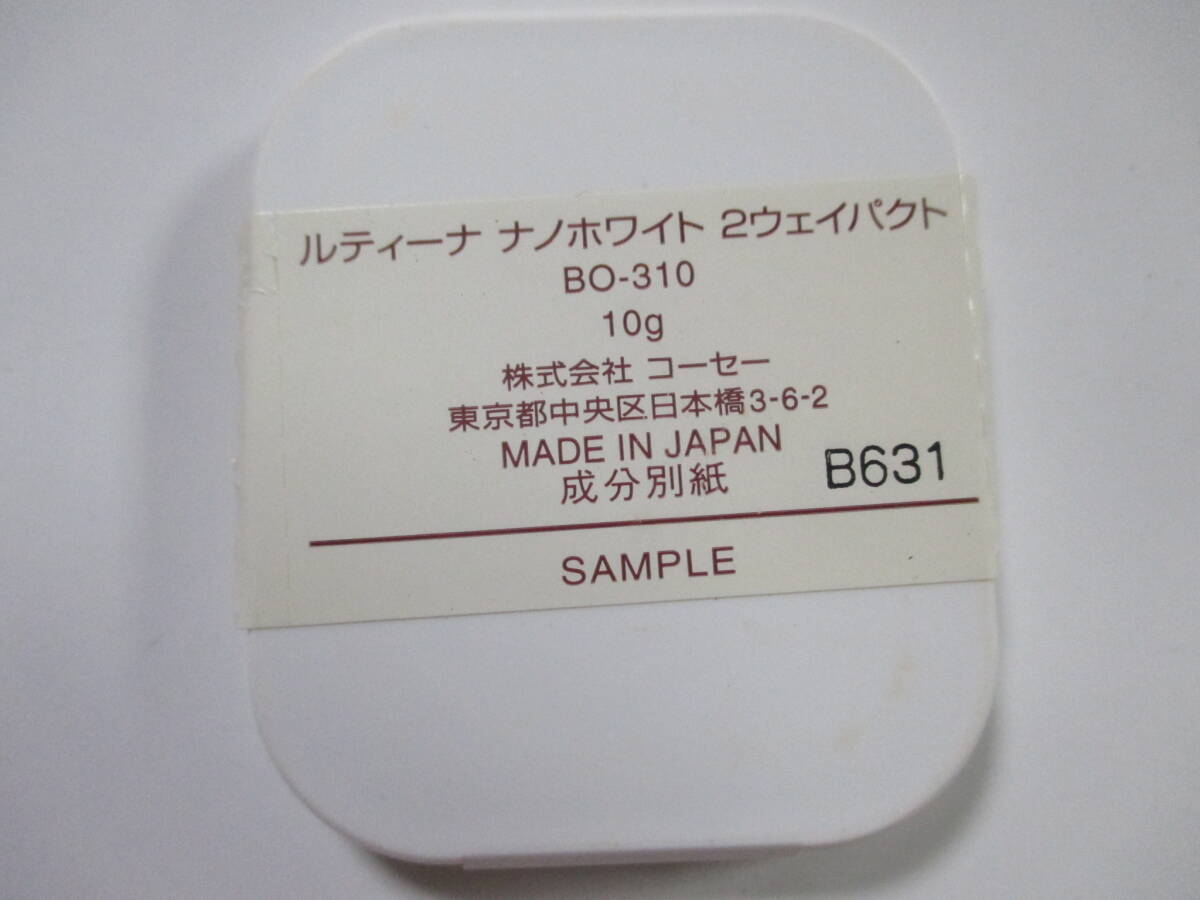 ルティーナ ナノホワイト 2ウェイパクト
BO-310
10g
株式会社 コーセー
東京都中央区日本橋3-6-2
MADE IN JAPAN
成分別紙 B631
SAMPLE